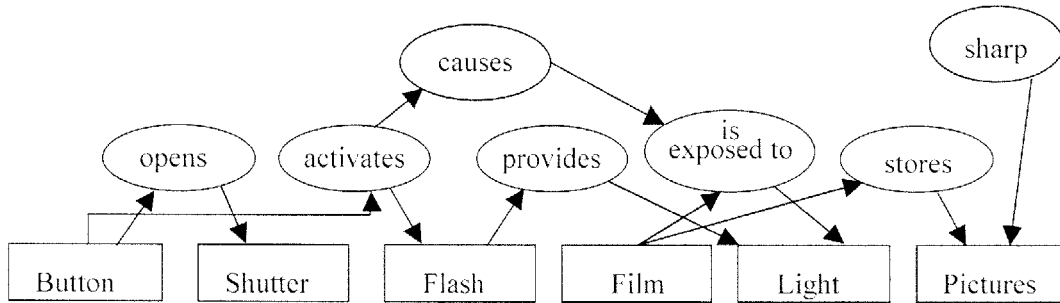 causes
sharp
opens
activates
provides
is
exposed to
stores
Button
Shutter
Flash
Film
Light
Pictures